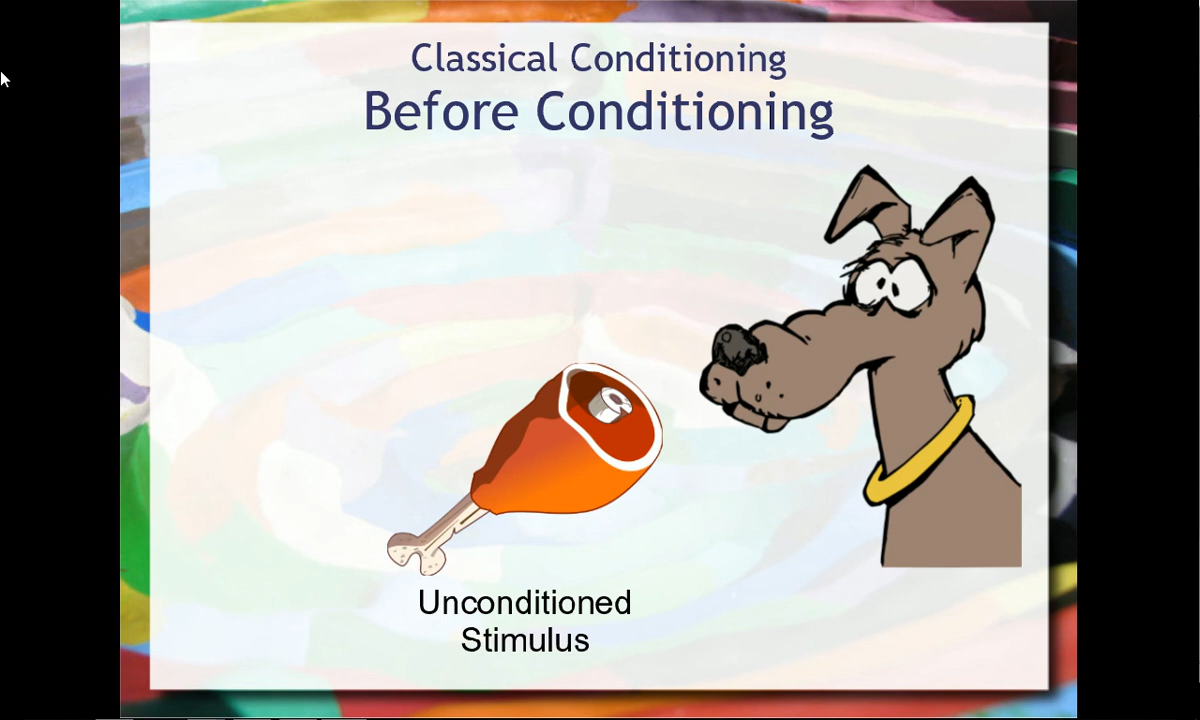 Classical Conditioning
Before Conditioning
Unconditioned
Stimulus